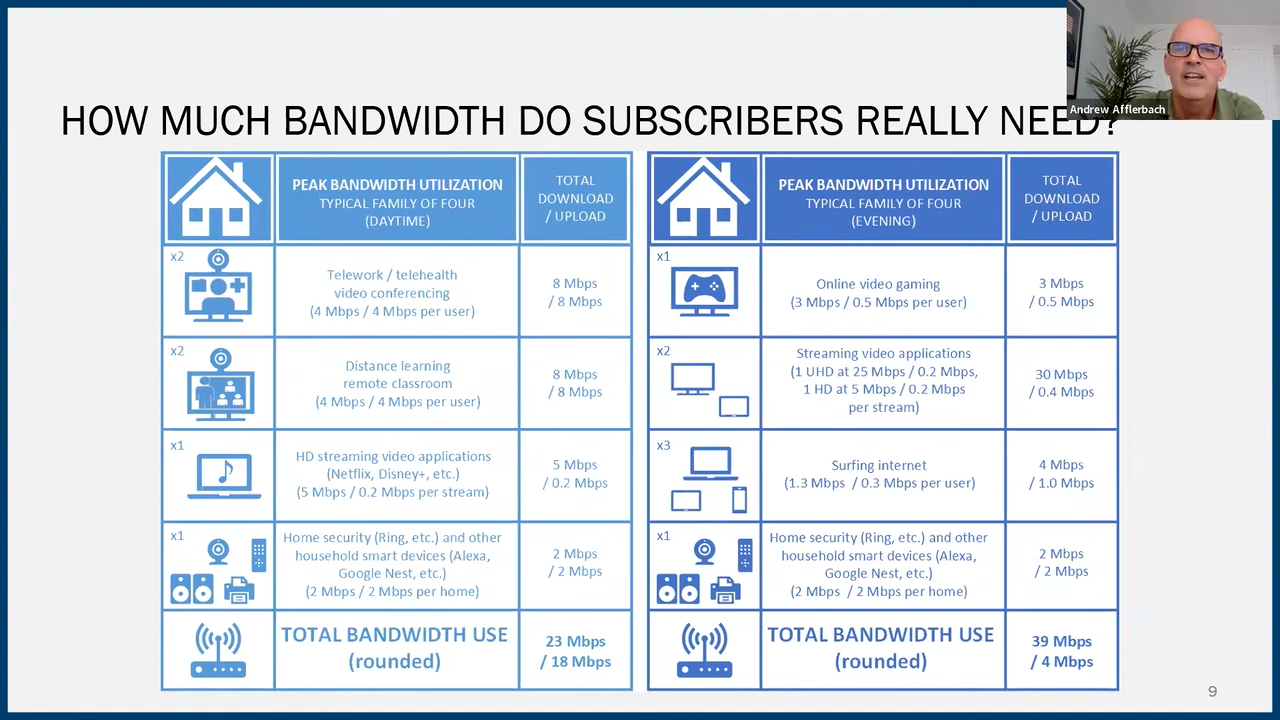 Andrew Afflerbach
HOW MUCH BANDWIDTH DO SUBSCRIBERS REALLY NEED?
PEAK BANDWIDTH UTILIZATION
TYPICAL FAMILY OF FOUR
(DAYTIME)
TOTAL
DOWNLOAD
/ UPLOAD
x2
Telework / telehealth
video conferencing
(4 Mbps / 4 Mbps per user)
8 Mbps
/ 8 Mbps
x2
Distance learning
remote classroom
(4 Mbps / 4 Mbps per user)
8 Mbps
/ 8 Mbps
x1
HD streaming video applications
(Netflix, Disney+, etc.)
(5 Mbps / 0.2 Mbps per stream)
5 Mbps
/ 0.2 Mbps
x1
Home security (Ring, etc.) and other
household smart devices (Alexa,
Google Nest, etc.)
(2 Mbps / 2 Mbps per home)
2 Mbps
/ 2 Mbps
TOTAL BANDWIDTH USE
(rounded)
23 Mbps
/ 18 Mbps
PEAK BANDWIDTH UTILIZATION
TYPICAL FAMILY OF FOUR
(EVENING)
TOTAL
DOWNLOAD
/ UPLOAD
x1
Online video gaming
(3 Mbps / 0.5 Mbps per user)
3 Mbps
/ 0.5 Mbps
x2
Streaming video applications
(1 UHD at 25 Mbps / 0.2 Mbps,
1 HD at 5 Mbps / 0.2 Mbps
per stream)
30 Mbps
/ 0.4 Mbps
x3
Surfing internet
(1.3 Mbps / 0.3 Mbps per user)
4 Mbps
/ 1.0 Mbps
x1
Home security (Ring, etc.) and other
household smart devices (Alexa,
Google Nest, etc.)
(2 Mbps / 2 Mbps per home)
2 Mbps
/ 2 Mbps
TOTAL BANDWIDTH USE
(rounded)
39 Mbps
/ 4 Mbps
9